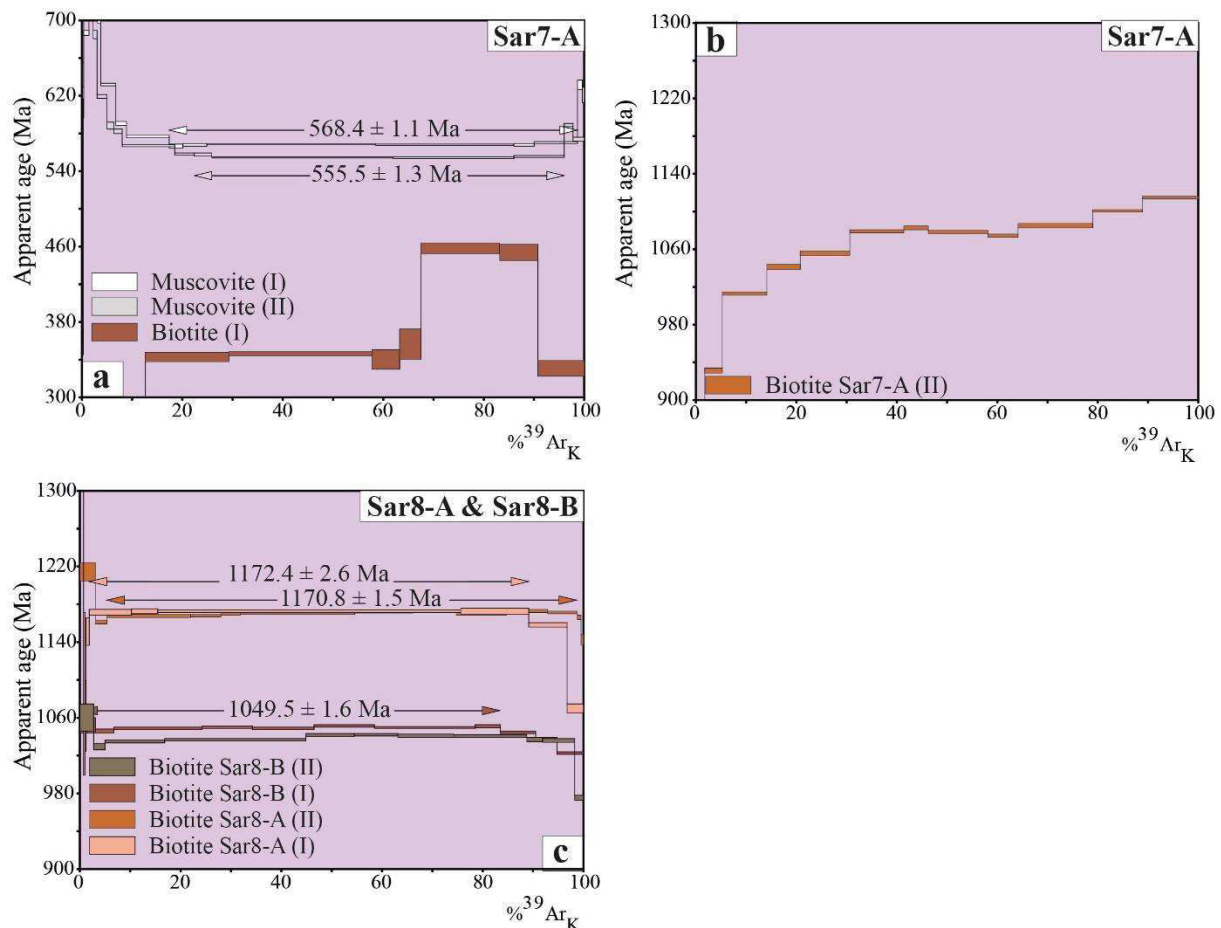 Sar7-A
700
620
540
460
380
300
Apparent age (Ma)
568.4 ± 1.1 Ma
555.5 ± 1.3 Ma
Muscovite (I)
Muscovite (II)
Biotite (I)
a
0 20 40 60 80 100
%³⁹Ar_K
b
Sar7-A
1300
1220
1140
1060
980
900
Apparent age (Ma)
Biotite Sar7-A (II)
0 20 40 60 80 100
%³⁹Ar_K
Sar8-A & Sar8-B
1300
1220
1140
1060
980
900
Apparent age (Ma)
1172.4 ± 2.6 Ma
1170.8 ± 1.5 Ma
1049.5 ± 1.6 Ma
Biotite Sar8-B (II)
Biotite Sar8-B (I)
Biotite Sar8-A (II)
Biotite Sar8-A (I)
c
0 20 40 60 80 100
%³⁹Ar_K